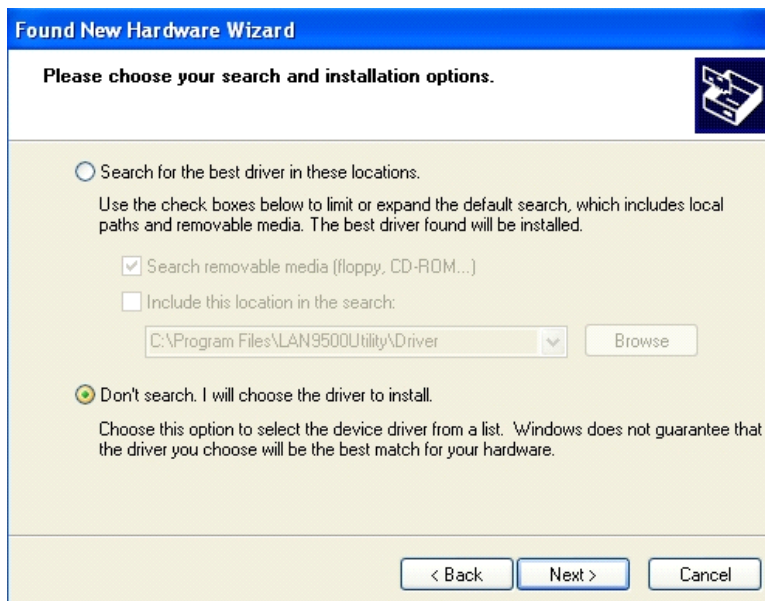 Found New Hardware Wizard
Please choose your search and installation options.
Search for the best driver in these locations.
Use the check boxes below to limit or expand the default search, which includes local
paths and removable media. The best driver found will be installed.
Search removable media (floppy, CD-ROM...)
Include this location in the search:
C:\Program Files\LAN9500Utility\Driver
Browse
Don't search. I will choose the driver to install.
Choose this option to select the device driver from a list. Windows does not guarantee that
the driver you choose will be the best match for your hardware.
< Back
Next >
Cancel